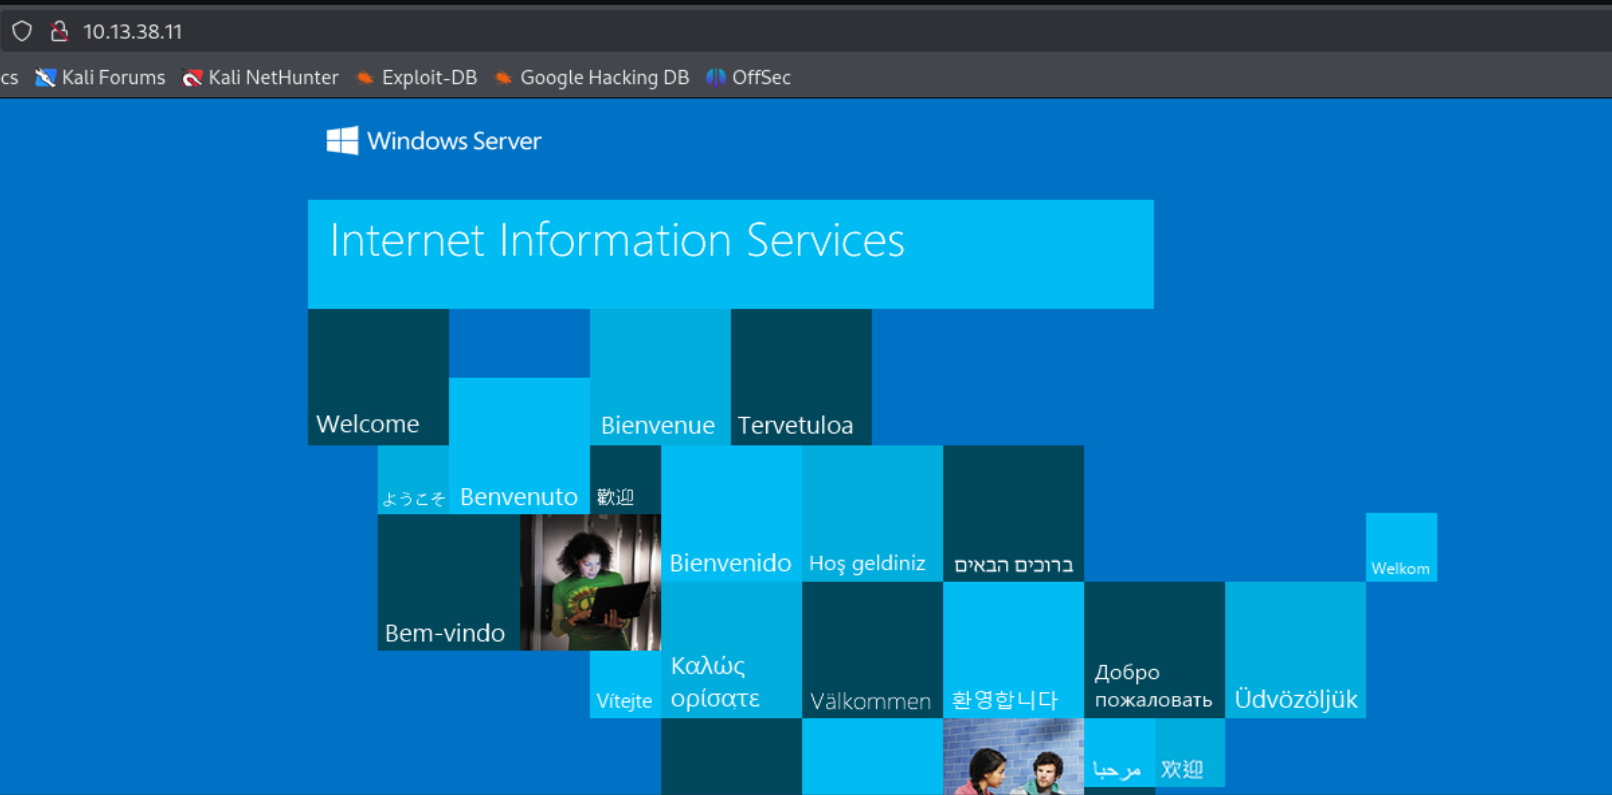 10.13.38.11
cs Kali Forums Kali NetHunter Exploit-DB Google Hacking DB OffSec
Windows Server
Internet Information Services
Welcome
Bienvenue
Tervetuloa
ようこそ
Benvenuto
歡迎
Bienvenido
Hoş geldiniz
ברוכים הבאים
Welkom
Bem-vindo
Vítejte
Καλώς
ορίσατε
Välkommen
환영합니다
Добро
пожаловать
Üdvözöljük
مرحبا
欢迎